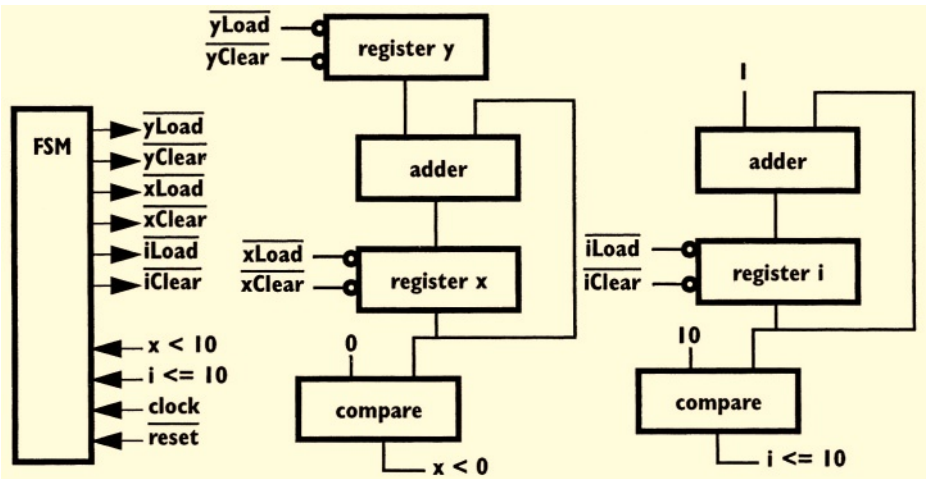 yLoad
yClear
register y
adder
xLoad
xClear
register x
0
compare
x < 0
FSM
yLoad
yClear
xLoad
xClear
iLoad
iClear
x < 10
i <= 10
clock
reset
1
adder
iLoad
iClear
register i
10
compare
i <= 10